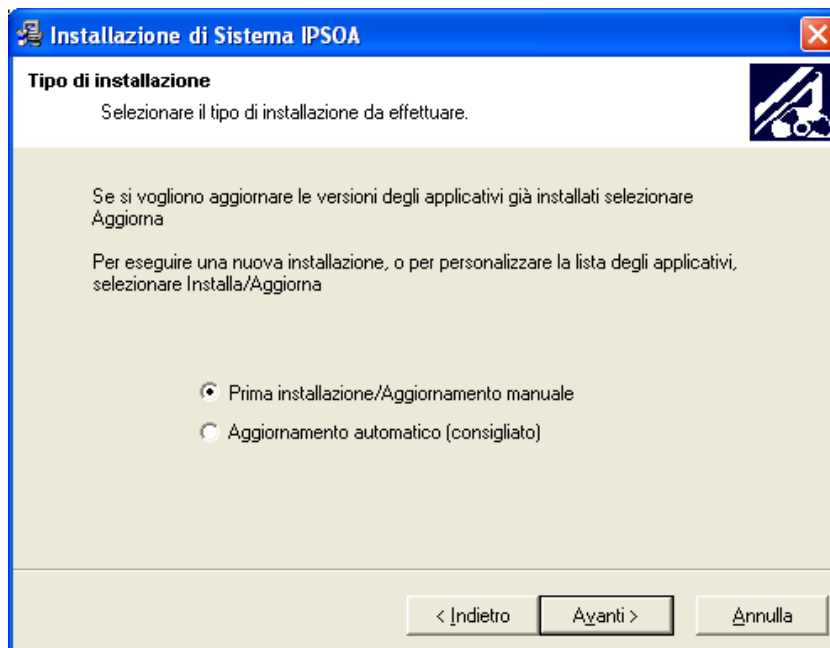 Installazione di Sistema IPSOA
Tipo di installazione
Selezionare il tipo di installazione da effettuare.
Se si vogliono aggiornare le versioni degli applicativi già installati selezionare
Aggiorna
Per eseguire una nuova installazione, o per personalizzare la lista degli applicativi,
selezionare Installa/Aggiorna
Prima installazione/Aggiornamento manuale
Aggiornamento automatico (consigliato)
< Indietro
Avanti >
Annulla